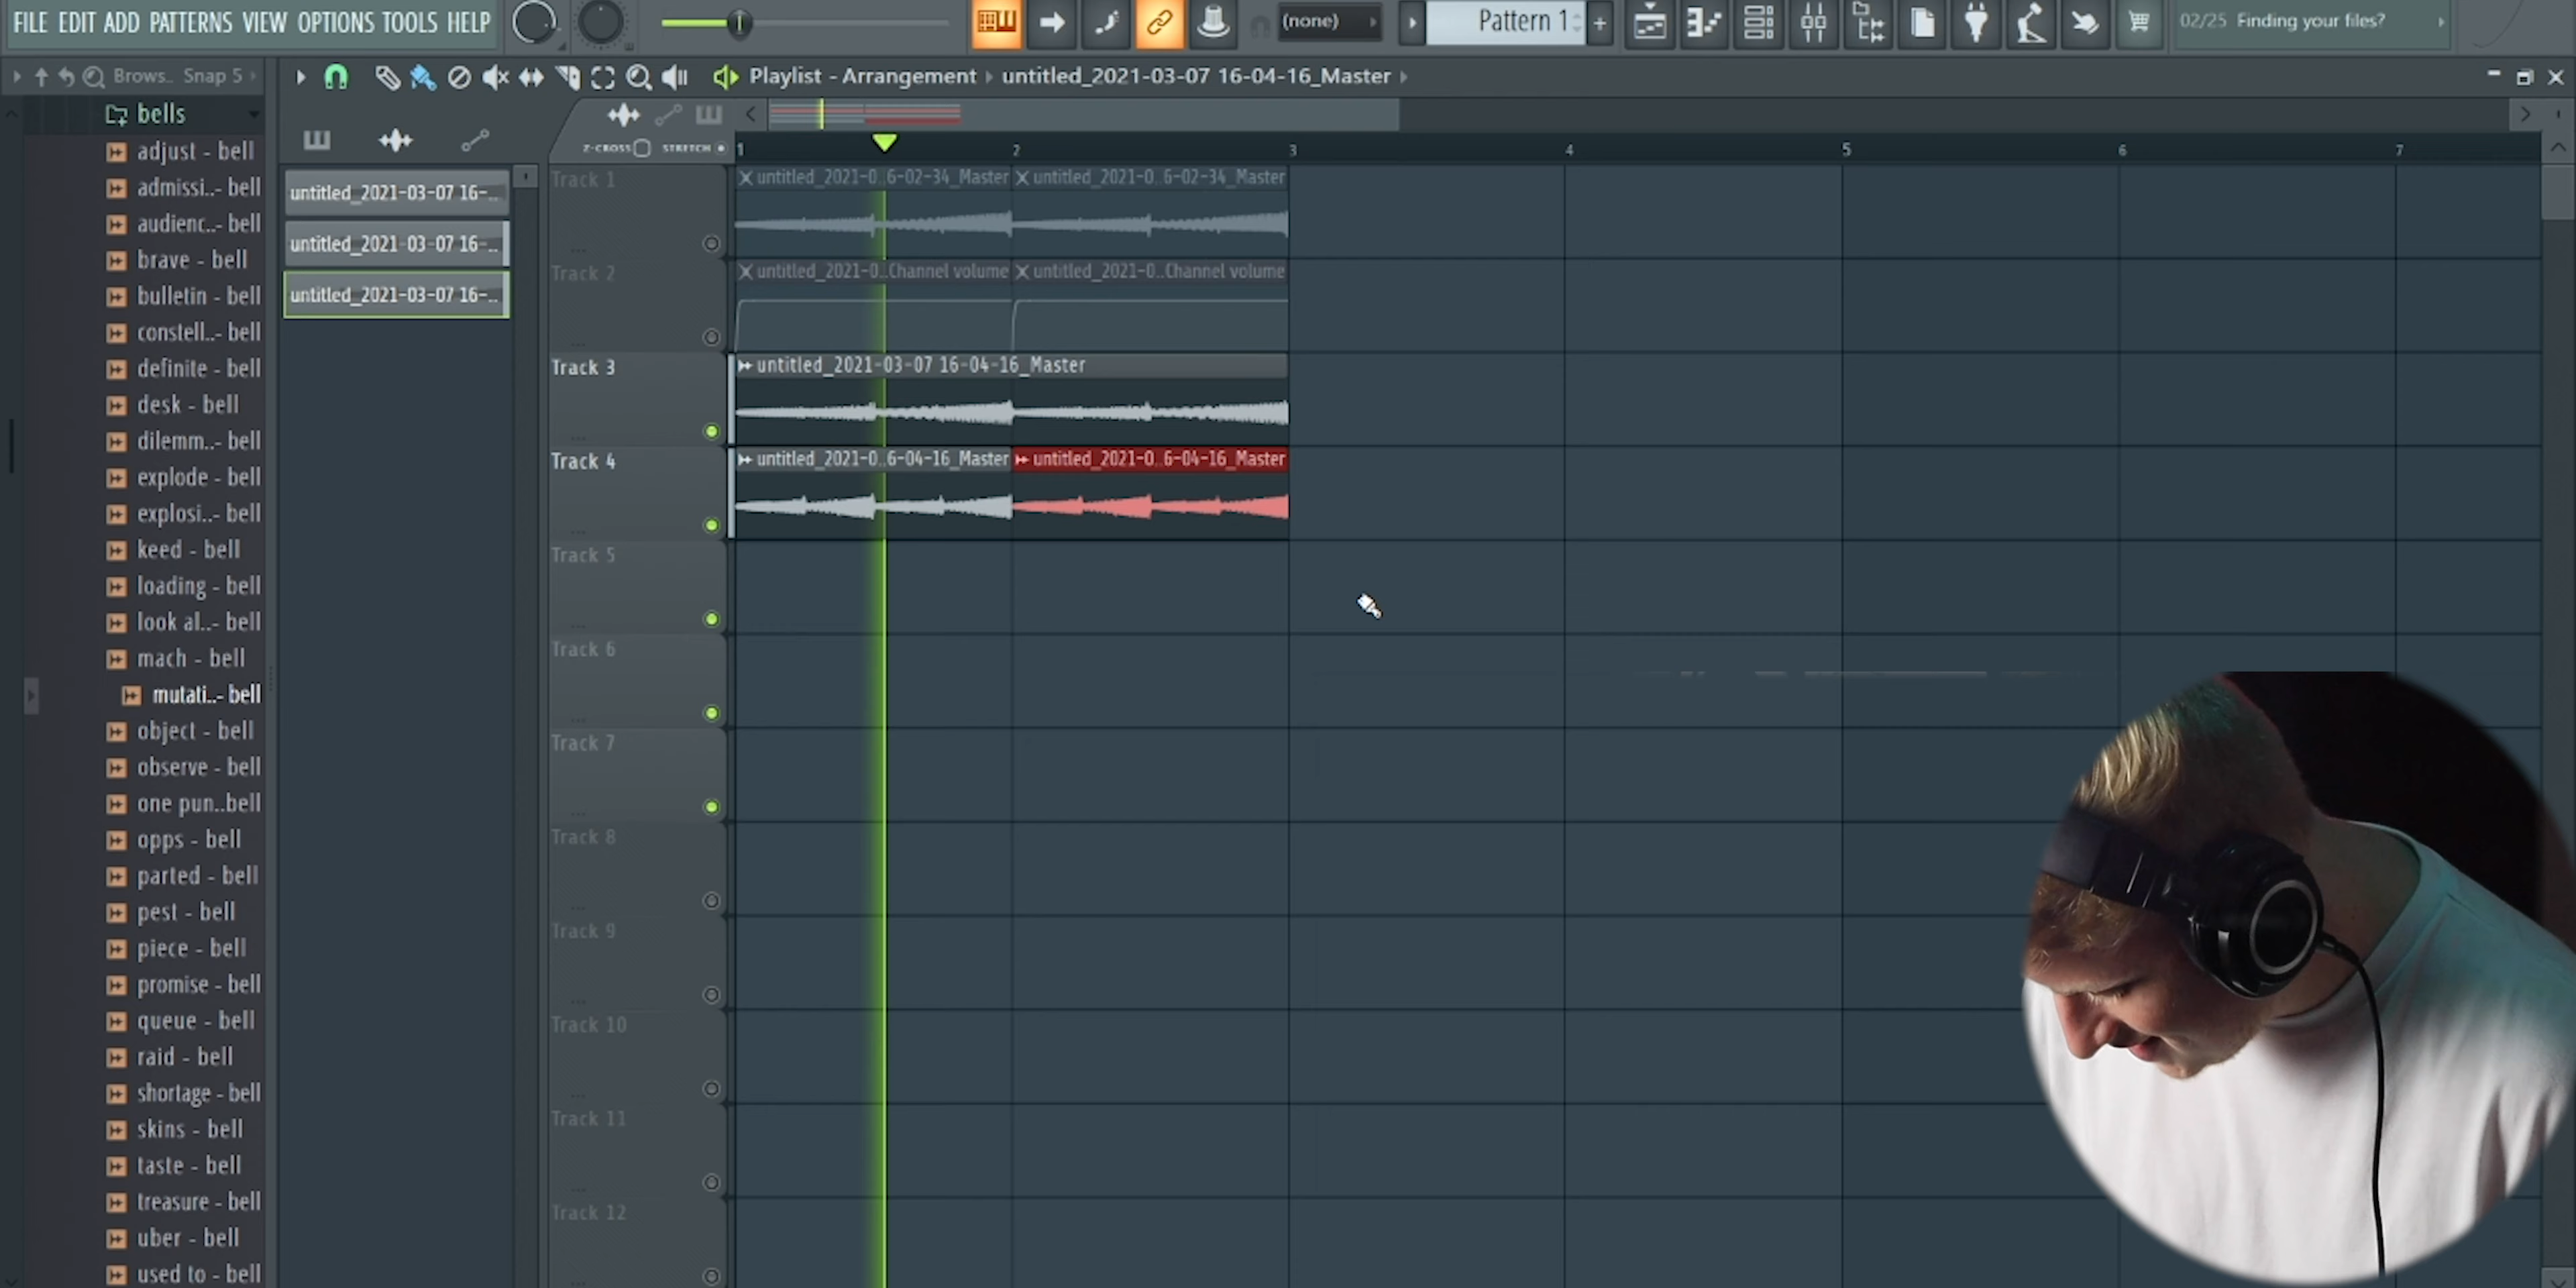 FILE EDIT ADD PATTERNS VIEW OPTIONS TOOLS HELP
(none)
Pattern 1
+
02/25 Finding your files?
Brows.. Snap 5
Playlist - Arrangement
untitled_2021-03-07 16-04-16_Master
bells
adjust - bell
admissi..- bell
audienc..- bell
brave - bell
bulletin - bell
constell..- bell
definite - bell
desk - bell
dilemm..- bell
explode - bell
explosi..- bell
keed - bell
loading - bell
look al..- bell
mach - bell
mutati..- bell
object - bell
observe - bell
one pun..bell
opps - bell
parted - bell
pest - bell
piece - bell
promise - bell
queue - bell
raid - bell
shortage - bell
skins - bell
taste - bell
treasure - bell
uber - bell
used to - bell
untitled_2021-03-07 16-..
untitled_2021-03-07 16-..
untitled_2021-03-07 16-..
Z-CROSS STRETCH
1 2 3 4 5 6 7
Track 1
untitled_2021-0..6-02-34_Master
untitled_2021-0..6-02-34_Master
Track 2
untitled_2021-0..Channel volume
untitled_2021-0..Channel volume
Track 3
untitled_2021-03-07 16-04-16_Master
Track 4
untitled_2021-0..6-04-16_Master
untitled_2021-0..6-04-16_Master
Track 5
Track 6
Track 7
Track 8
Track 9
Track 10
Track 11
Track 12